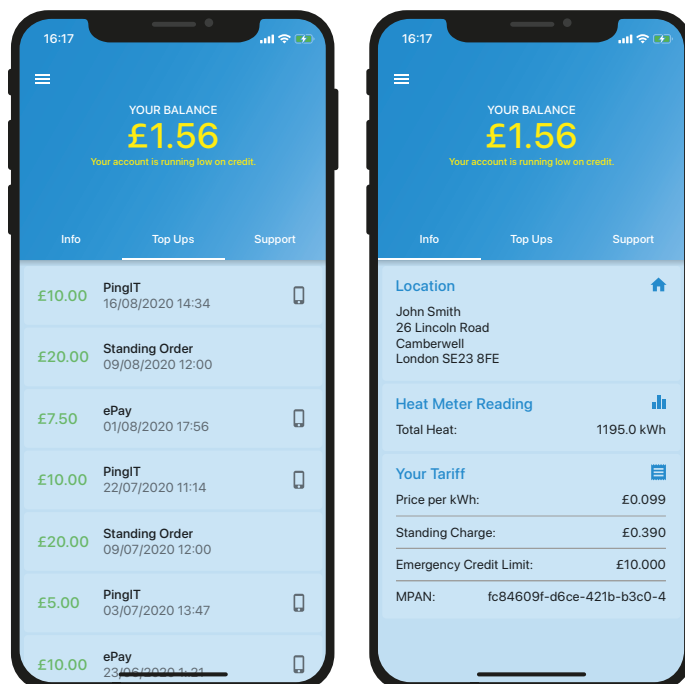 16:17
YOUR BALANCE
£1.56
Your account is running low on credit.
Info Top Ups Support
£10.00 PingIT
16/08/2020 14:34
£20.00 Standing Order
09/08/2020 12:00
£7.50 ePay
01/08/2020 17:56
£10.00 PingIT
22/07/2020 11:14
£20.00 Standing Order
09/07/2020 12:00
£5.00 PingIT
03/07/2020 13:47
£10.00 ePay
23/06/2020
16:17
YOUR BALANCE
£1.56
Your account is running low on credit.
Info Top Ups Support
Location
John Smith
26 Lincoln Road
Camberwell
London SE23 8FE
Heat Meter Reading
Total Heat: 1195.0 kWh
Your Tariff
Price per kWh: £0.099
Standing Charge: £0.390
Emergency Credit Limit: £10.000
MPAN: fc84609f-d6ce-421b-b3c0-4